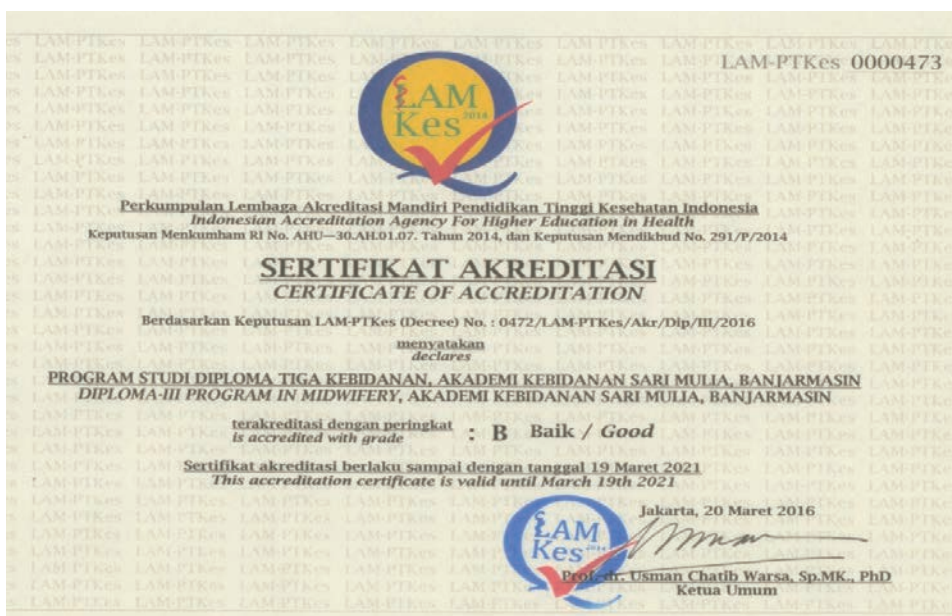 LAM-PTKes 0000473
LAM
Kes 2014
Perkumpulan Lembaga Akreditasi Mandiri Pendidikan Tinggi Kesehatan Indonesia
Indonesian Accreditation Agency For Higher Education in Health
Keputusan Menkumham RI No. AHU—30.AH.01.07. Tahun 2014, dan Keputusan Mendikbud No. 291/P/2014
SERTIFIKAT AKREDITASI
CERTIFICATE OF ACCREDITATION
Berdasarkan Keputusan LAM-PTKes (Decree) No. : 0472/LAM-PTKes/Akr/Dip/III/2016
menyatakan
declares
PROGRAM STUDI DIPLOMA TIGA KEBIDANAN, AKADEMI KEBIDANAN SARI MULIA, BANJARMASIN
DIPLOMA-III PROGRAM IN MIDWIFERY, AKADEMI KEBIDANAN SARI MULIA, BANJARMASIN
terakreditasi dengan peringkat
is accredited with grade : B Baik / Good
Sertifikat akreditasi berlaku sampai dengan tanggal 19 Maret 2021
This accreditation certificate is valid until March 19th 2021
Jakarta, 20 Maret 2016
LAM
Kes 2014
Prof. dr. Usman Chatib Warsa, Sp.MK., PhD
Ketua Umum